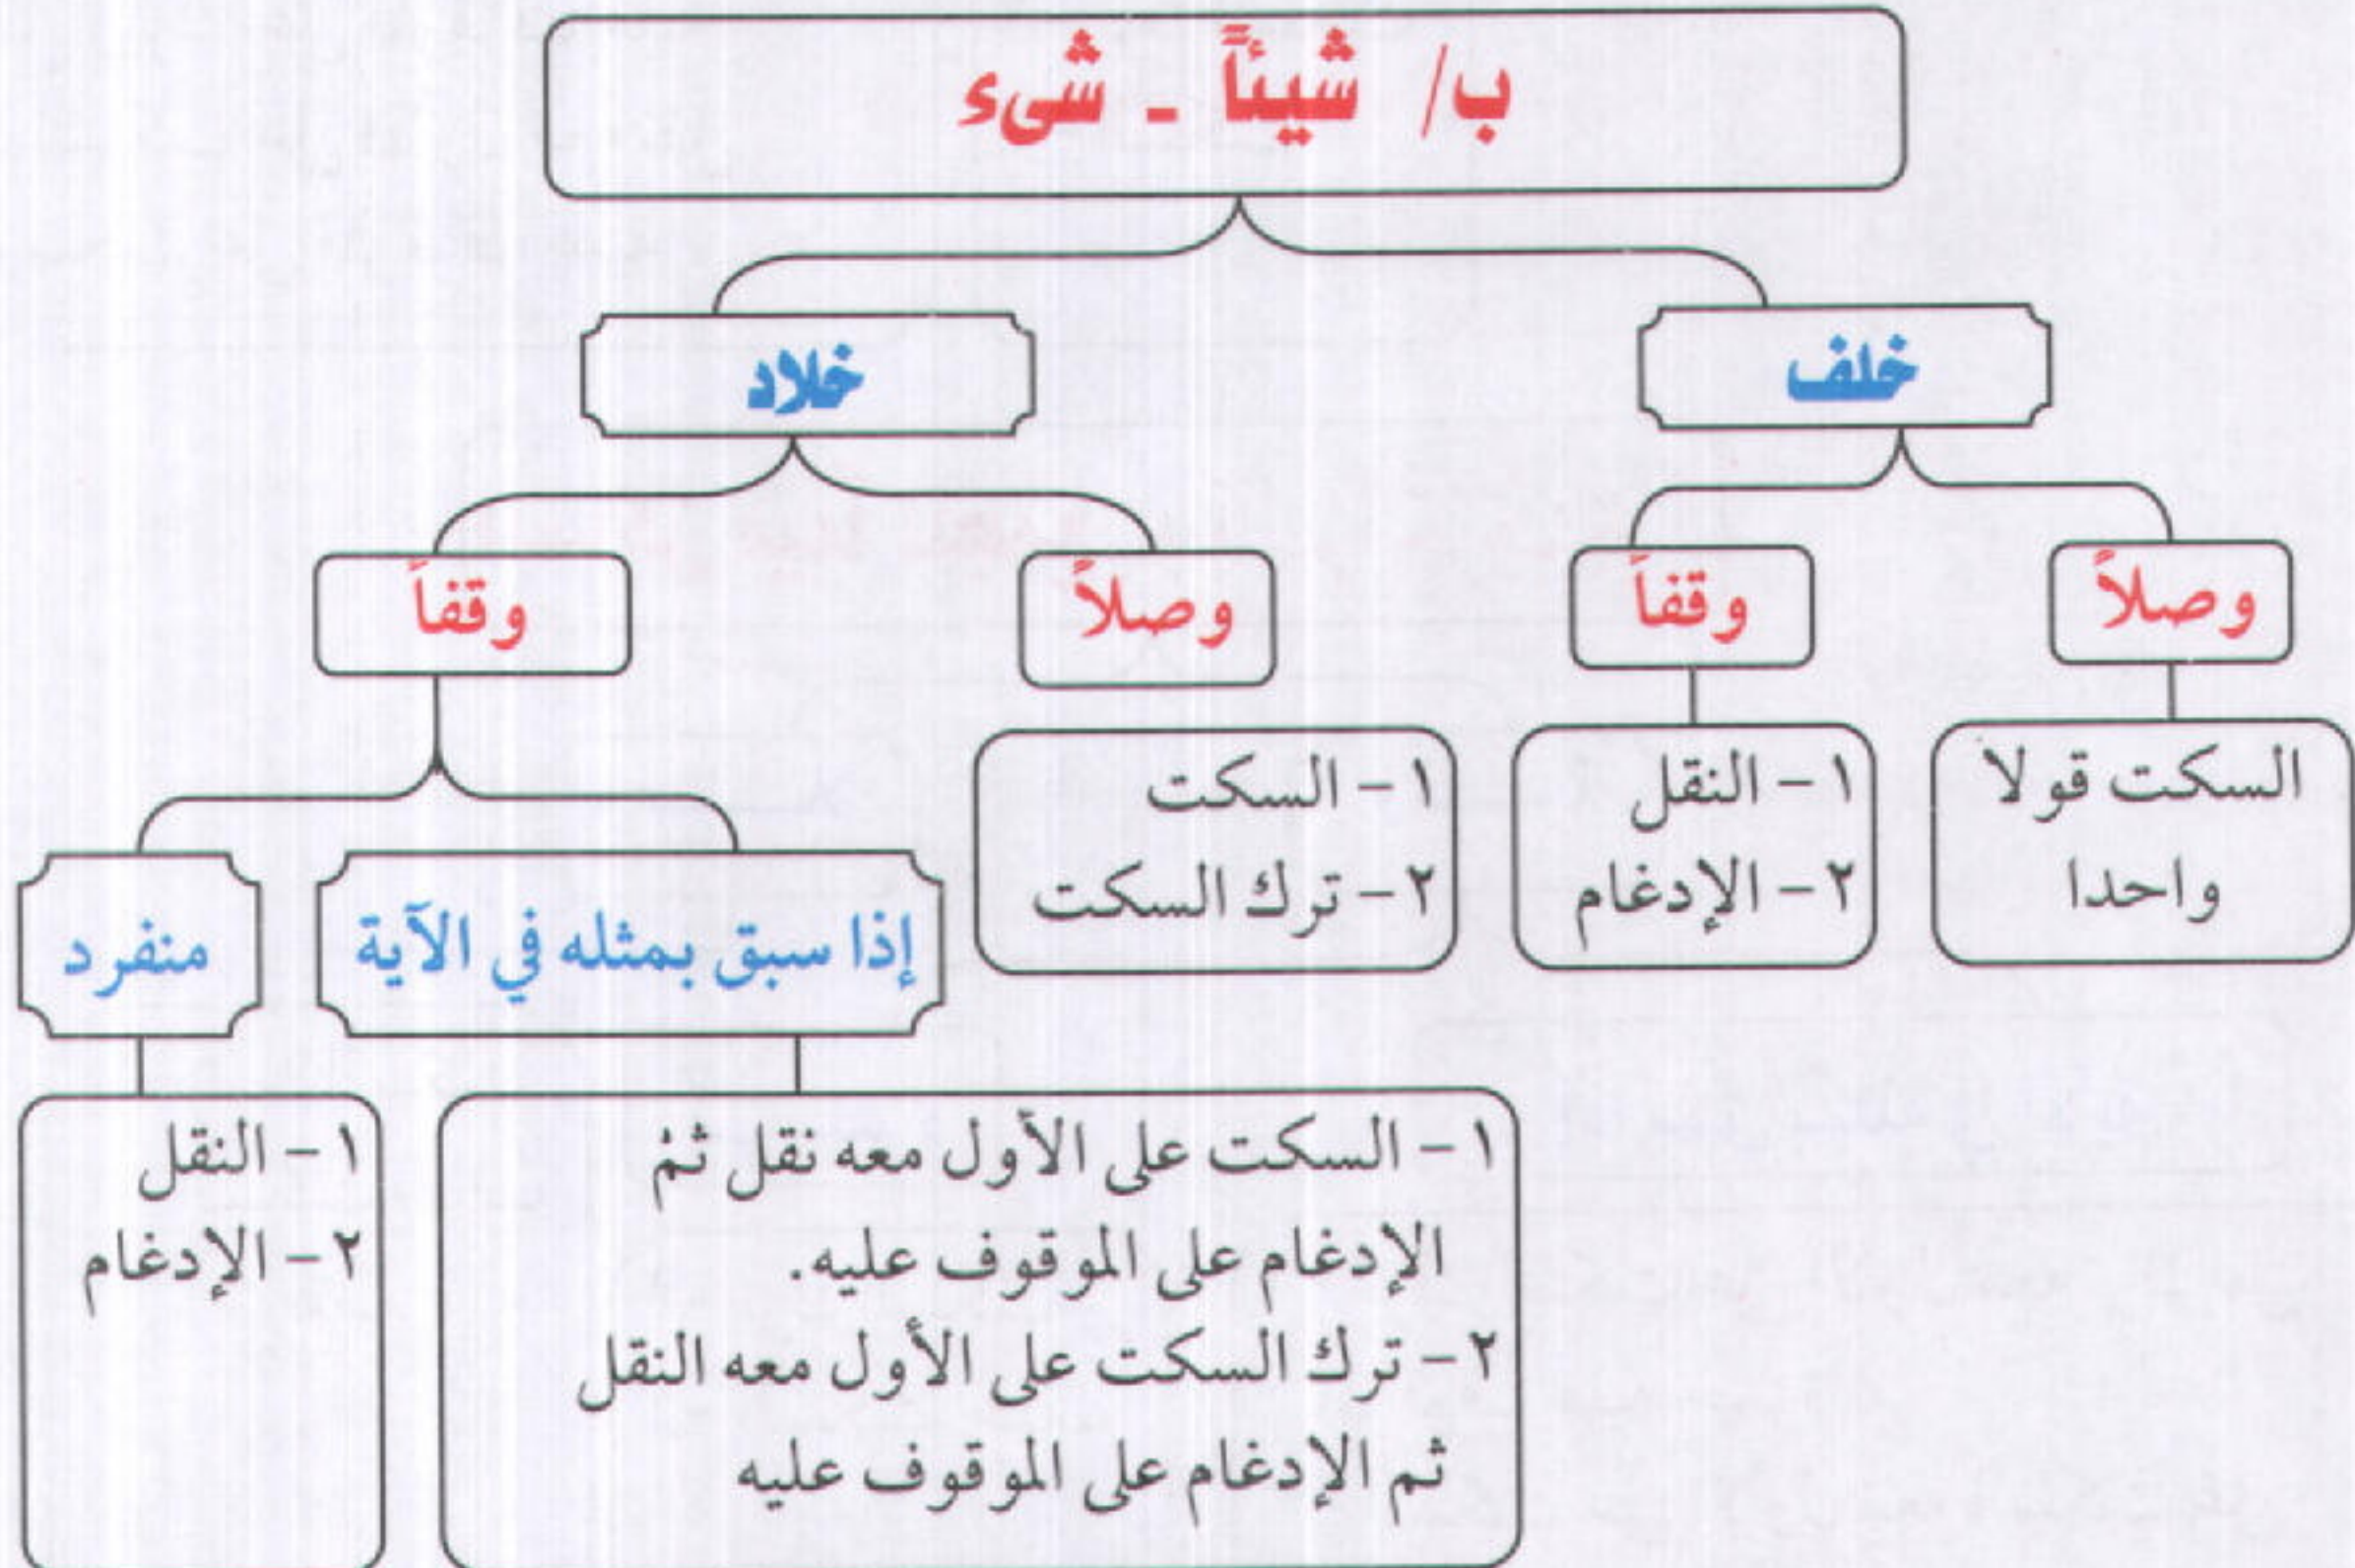 ب/ شيئاً - شىء
خلف
خلاد
وصلاً
وقفاً
وصلاً
وقفاً
السكت قولا
واحدا
١ - النقل
٢ - الإدغام
١ - السكت
٢ - ترك السكت
إذا سبق بمثله في الآية
منفرد
١ - السكت على الأول معه نقل ثم
الإدغام على الموقوف عليه.
٢ - ترك السكت على الأول معه النقل
ثم الإدغام على الموقوف عليه
١ - النقل
٢ - الإدغام